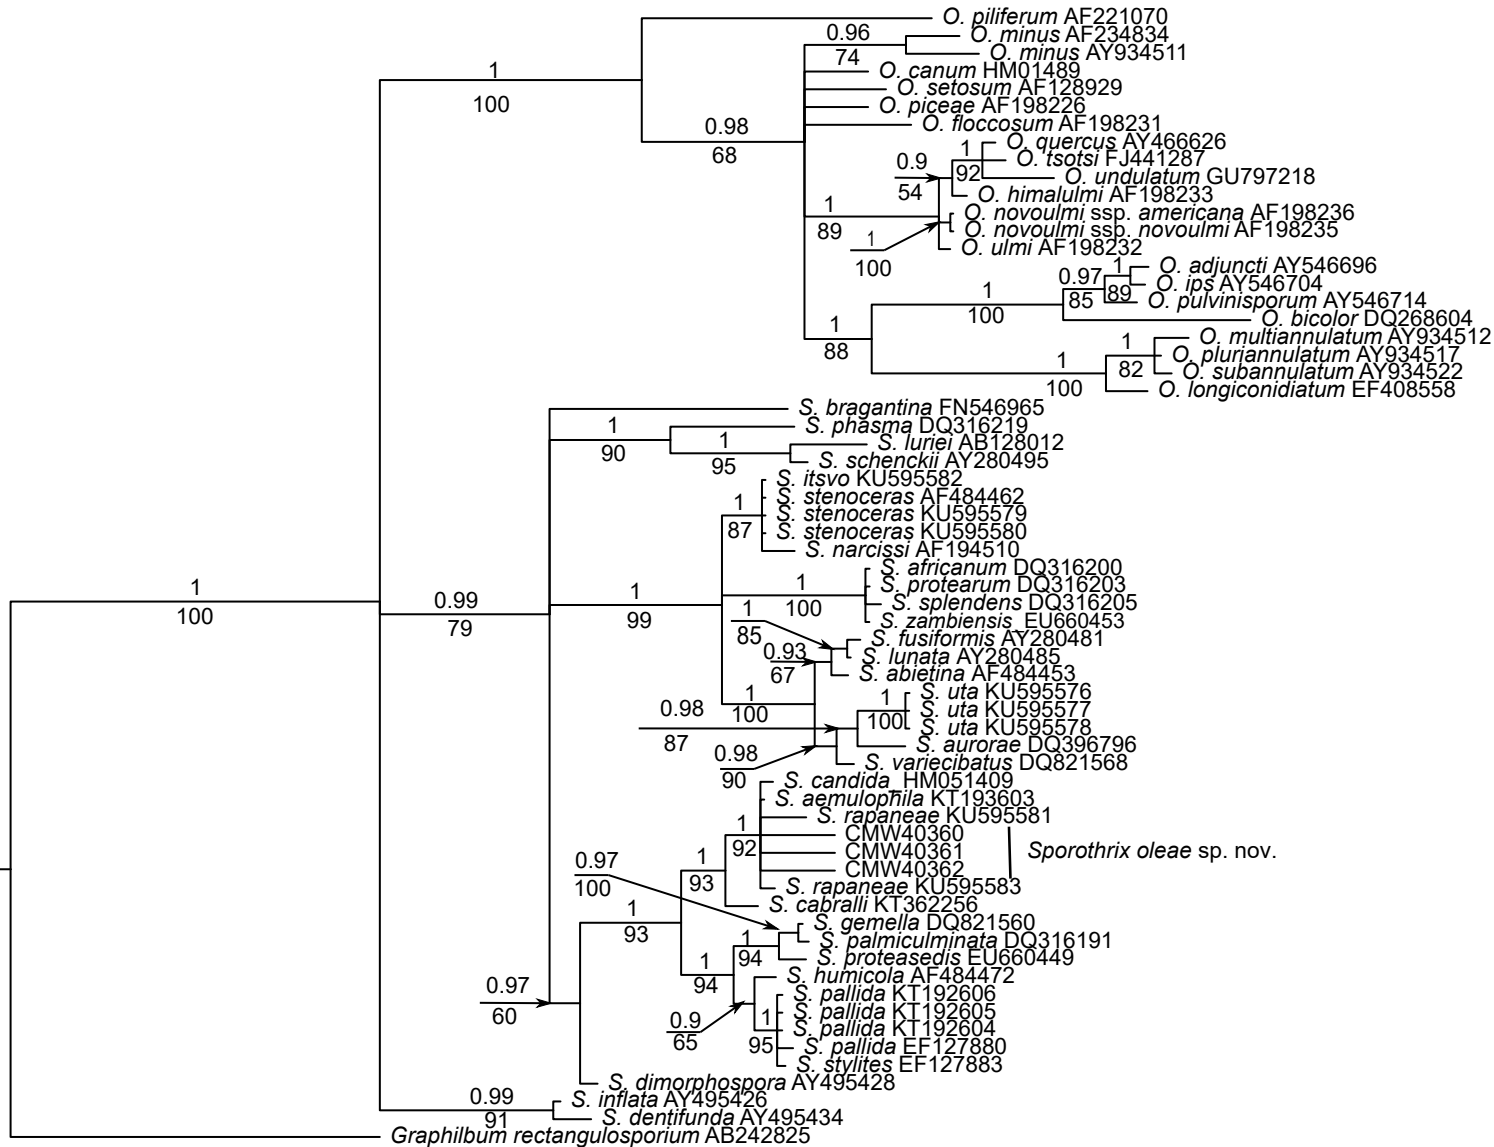 O. piliferum AF221070
O. minus AF234834
0.96
74
O. minus AY934511
1
100
O. canum HM01489
O. setosum AF128929
O. piceae AF198226
O. floccosum AF198231
0.98
68
O. quercus AY466626
1
92
O. tsotsi FJ441287
0.9
54
O. undulatum GU797218
O. himalulmi AF198233
1
89
O. novoulmi ssp. americana AF198236
O. novoulmi ssp. novoulmi AF198235
1
100
O. ulmi AF198232
O. adjuncti AY546696
1
89
0.97
85
O. ips AY546704
O. pulvinisporum AY546714
1
100
O. bicolor DQ268604
1
88
O. multiannulatum AY934512
1
82
O. pluriannulatum AY934517
O. subannulatum AY934522
1
100
O. longiconidiatum EF408558
S. bragantina FN546965
S. phasma DQ316219
1
90
S. luriei AB128012
1
95
S. schenckii AY280495
S. itsvo KU595582
S. stenoceras AF484462
1
87
S. stenoceras KU595579
S. stenoceras KU595580
S. narcissi AF194510
S. africanum DQ316200
S. protearum DQ316203
1
100
S. splendens DQ316205
S. zambiensis_EU660453
1
100
0.99
79
1
99
1
85
S. fusiformis AY280481
S. lunata AY280485
0.93
67
S. abietina AF484453
S. uta KU595576
1
100
1
100
S. uta KU595577
S. uta KU595578
0.98
87
S. aurorae DQ396796
0.98
90
S. variecibatus DQ821568
S. candida_HM051409
S. aemulophila KT193603
S. rapaneae KU595581
1
92
CMW40360
CMW40361
Sporothrix oleae sp. nov.
CMW40362
1
93
0.97
100
S. rapaneae KU595583
S. cabralli KT362256
1
93
S. gemella DQ821560
S. palmiculminata DQ316191
1
94
S. proteasedis EU660449
1
94
S. humicola AF484472
S. pallida KT192606
0.97
60
S. pallida KT192605
0.9
65
1
95
S. pallida KT192604
S. pallida EF127880
S. stylites EF127883
S. dimorphospora AY495428
S. inflata AY495426
0.99
91
S. dentifunda AY495434
Graphilbum rectangulosporium AB242825